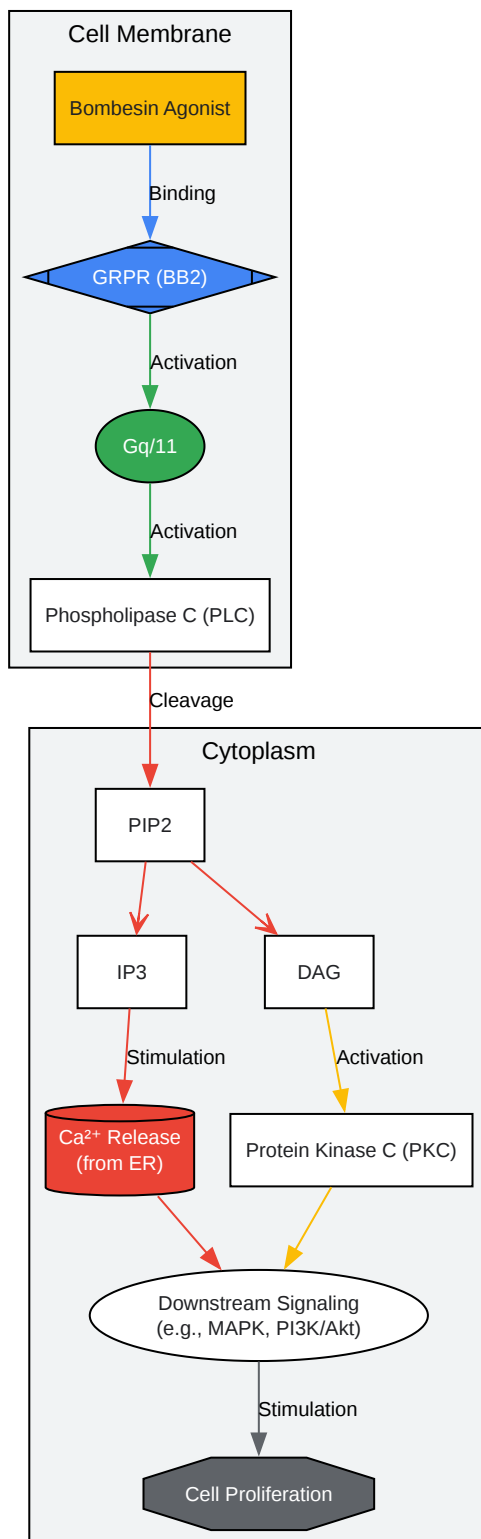 Cell Membrane
Bombesin Agonist
Binding
GRPR (BB2)
Activation
Gq/11
Activation
Phospholipase C (PLC)
Cleavage
Cytoplasm
PIP2
IP3
DAG
Stimulation
Activation
Ca²⁺ Release
(from ER)
Protein Kinase C (PKC)
Downstream Signaling
(e.g., MAPK, PI3K/Akt)
Stimulation
Cell Proliferation